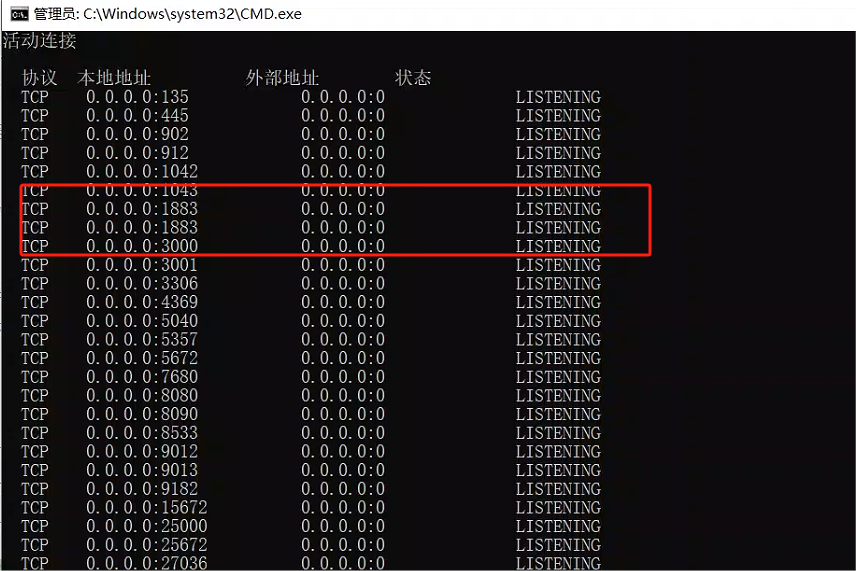 管理员: C:\Windows\system32\CMD.exe
活动连接
协议 本地地址 外部地址 状态
TCP 0.0.0.0:135 0.0.0.0:0 LISTENING
TCP 0.0.0.0:445 0.0.0.0:0 LISTENING
TCP 0.0.0.0:902 0.0.0.0:0 LISTENING
TCP 0.0.0.0:912 0.0.0.0:0 LISTENING
TCP 0.0.0.0:1042 0.0.0.0:0 LISTENING
TCP 0.0.0.0:1043 0.0.0.0:0 LISTENING
TCP 0.0.0.0:1883 0.0.0.0:0 LISTENING
TCP 0.0.0.0:1883 0.0.0.0:0 LISTENING
TCP 0.0.0.0:3000 0.0.0.0:0 LISTENING
TCP 0.0.0.0:3001 0.0.0.0:0 LISTENING
TCP 0.0.0.0:3306 0.0.0.0:0 LISTENING
TCP 0.0.0.0:4369 0.0.0.0:0 LISTENING
TCP 0.0.0.0:5040 0.0.0.0:0 LISTENING
TCP 0.0.0.0:5357 0.0.0.0:0 LISTENING
TCP 0.0.0.0:5672 0.0.0.0:0 LISTENING
TCP 0.0.0.0:7680 0.0.0.0:0 LISTENING
TCP 0.0.0.0:8080 0.0.0.0:0 LISTENING
TCP 0.0.0.0:8090 0.0.0.0:0 LISTENING
TCP 0.0.0.0:8533 0.0.0.0:0 LISTENING
TCP 0.0.0.0:9012 0.0.0.0:0 LISTENING
TCP 0.0.0.0:9013 0.0.0.0:0 LISTENING
TCP 0.0.0.0:9182 0.0.0.0:0 LISTENING
TCP 0.0.0.0:15672 0.0.0.0:0 LISTENING
TCP 0.0.0.0:25000 0.0.0.0:0 LISTENING
TCP 0.0.0.0:25672 0.0.0.0:0 LISTENING
TCP 0.0.0.0:27036 0.0.0.0:0 LISTENING